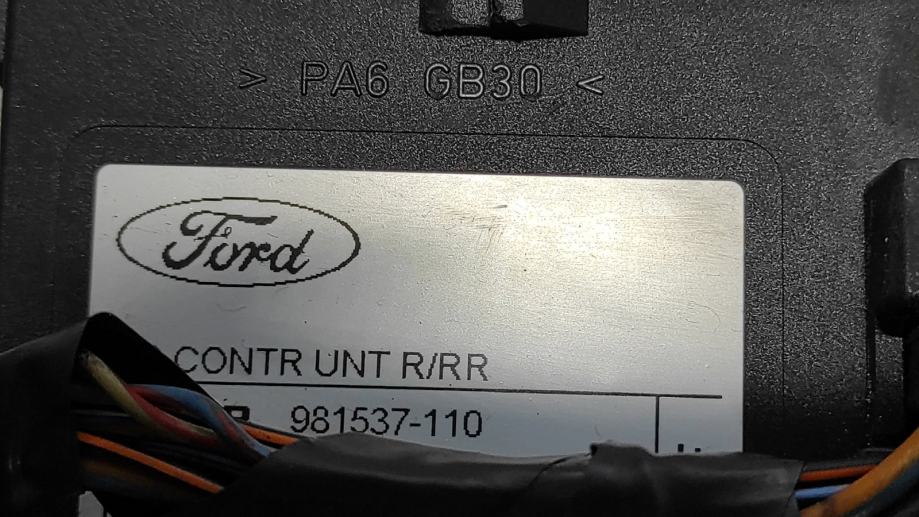 > PA6 GB30 <
Ford
CONTR UNT R/RR
981537-110